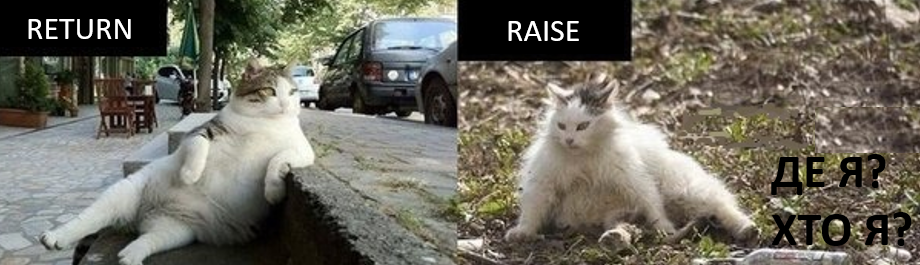 RETURN
RAISE
ДЕ Я?
ХТО Я?